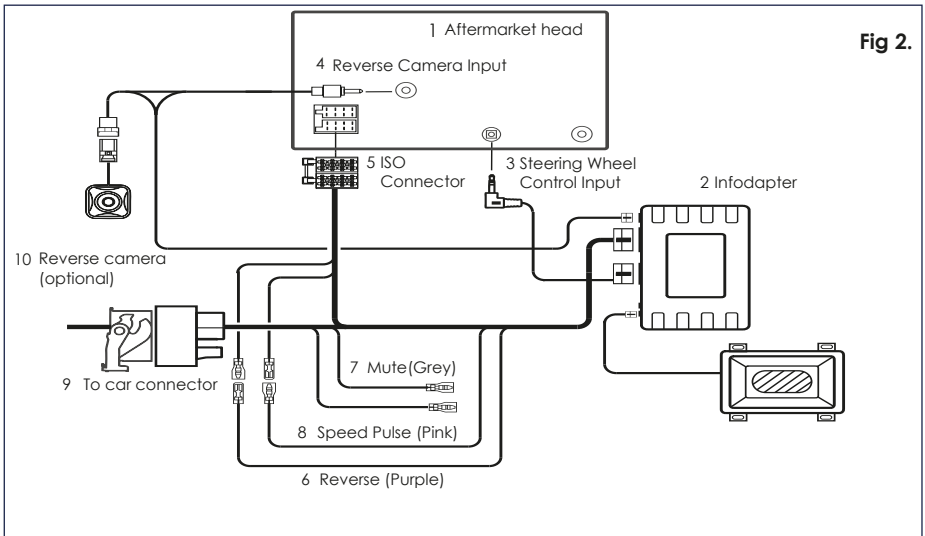 1 Aftermarket head
Fig 2.
4 Reverse Camera Input
5 ISO
Connector
3 Steering Wheel
Control Input
2 Infodapter
10 Reverse camera
(optional)
7 Mute(Grey)
9 To car connector
8 Speed Pulse (Pink)
6 Reverse (Purple)